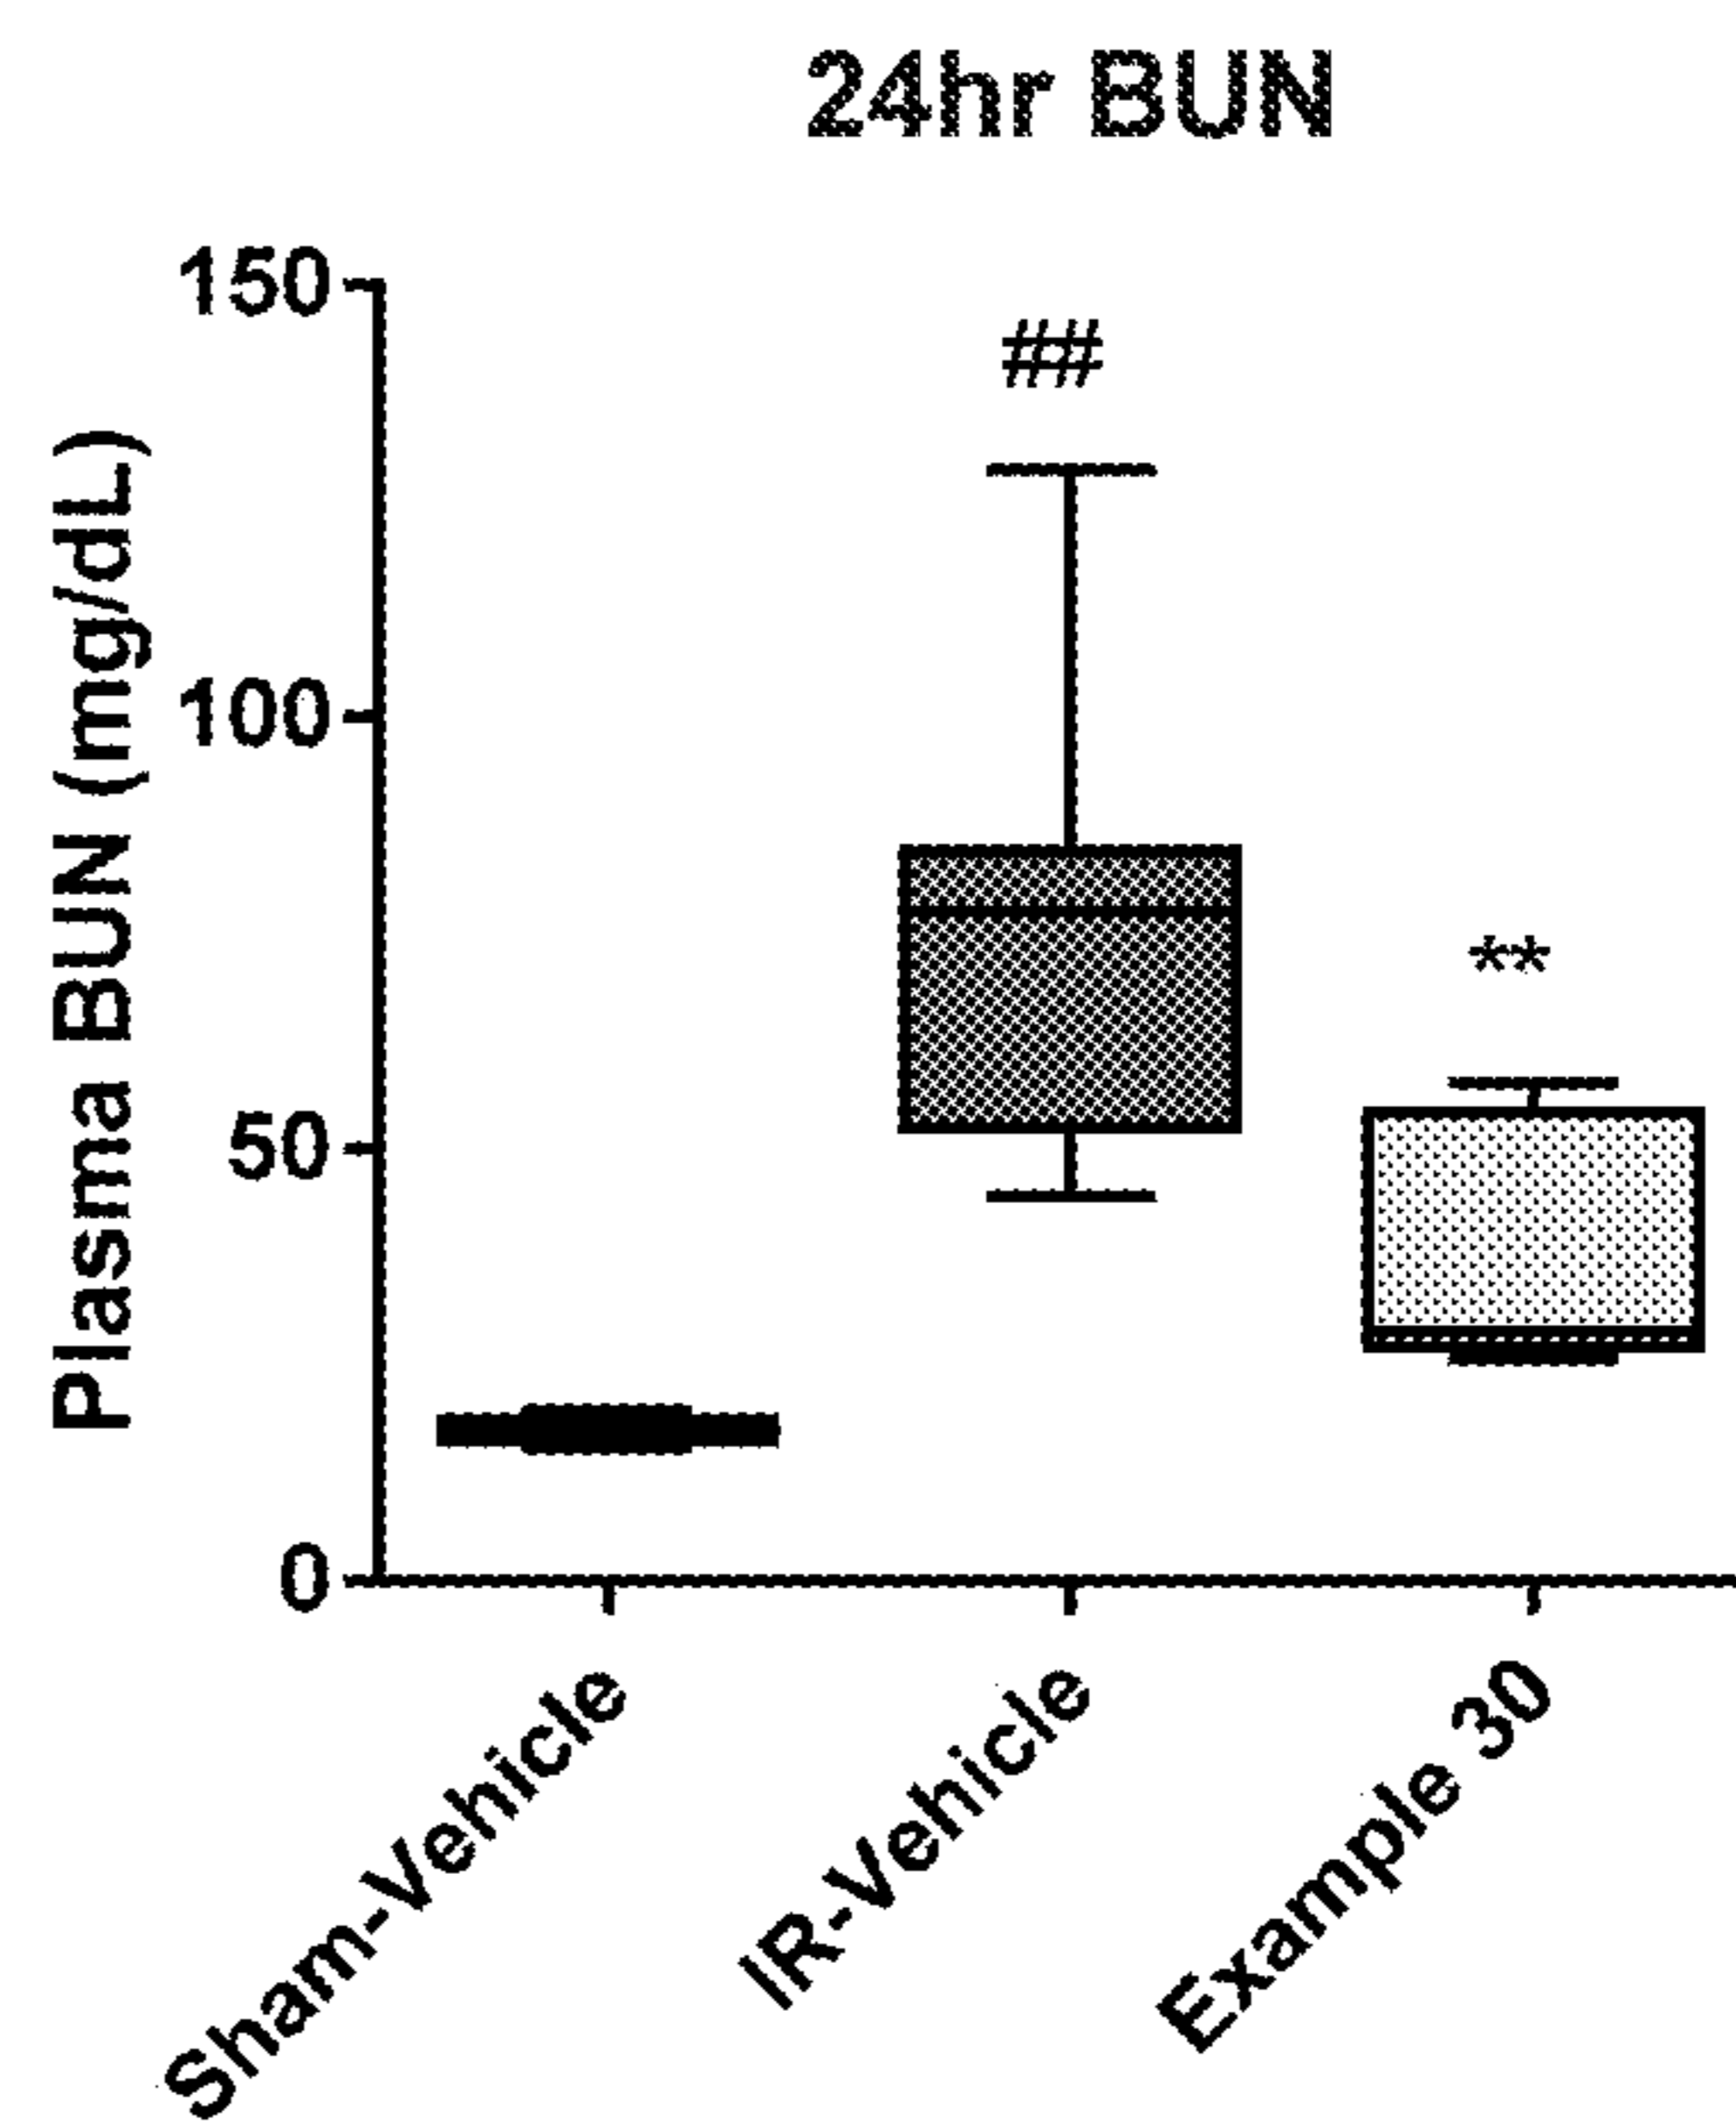 24hr BUN
Plasma BUN (mg/dL)
150
100
50
0
##
**
Sham-Vehicle
IR-Vehicle
Example 30